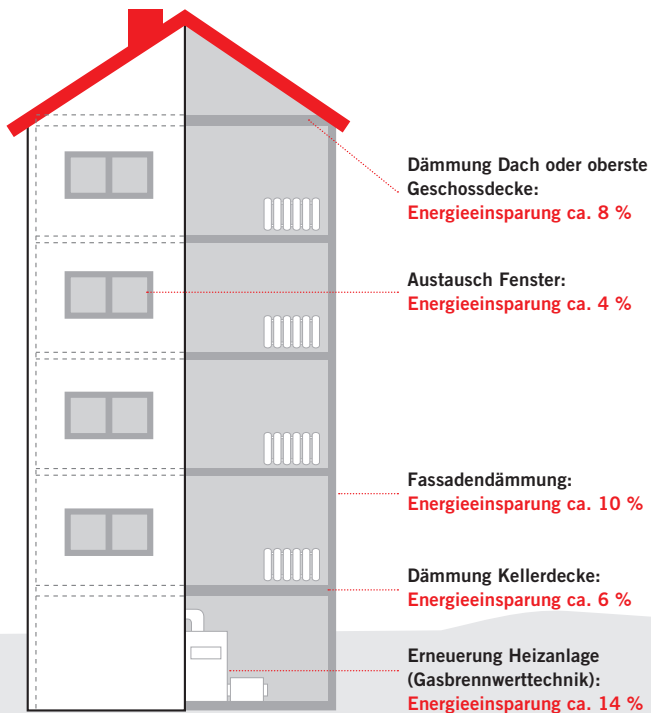 Dämmung Dach oder oberste
Geschossdecke:
Energieeinsparung ca. 8 %
Austausch Fenster:
Energieeinsparung ca. 4 %
Fassadendämmung:
Energieeinsparung ca. 10 %
Dämmung Kellerdecke:
Energieeinsparung ca. 6 %
Erneuerung Heizanlage
(Gasbrennwerttechnik):
Energieeinsparung ca. 14 %